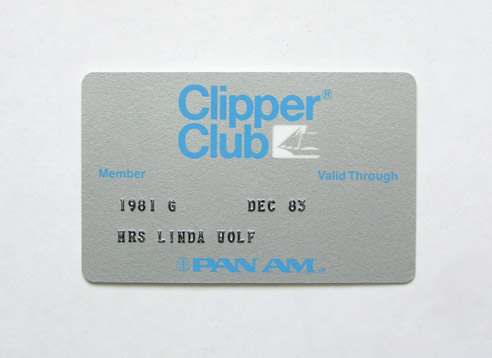 Clipper®
Club
Member Valid Through
1981 G DEC 83
MRS LINDA WOLF
PAN AM®